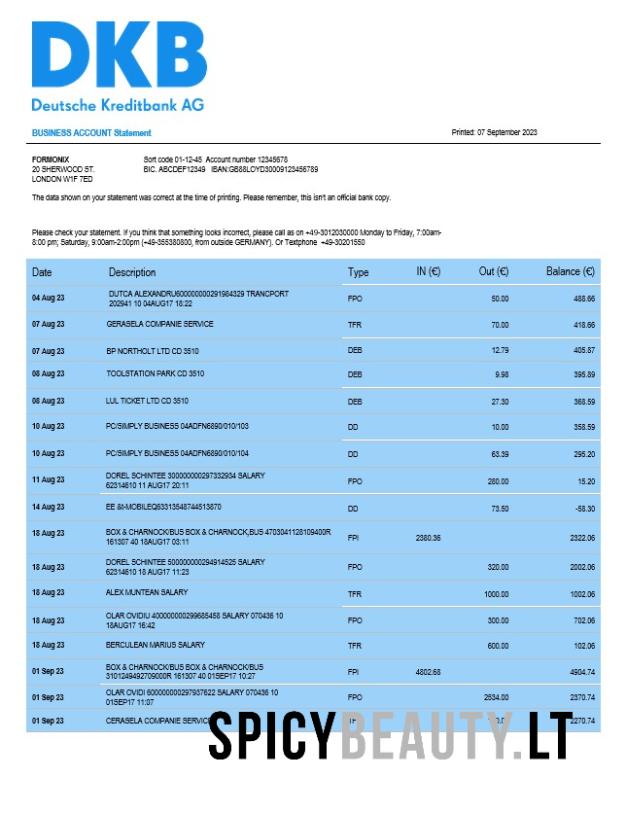 DKB
Deutsche Kreditbank AG
BUSINESS ACCOUNT Statement Printed: 07 September 2023
FORMONIX Sort code 01-12-48 Account number 12345678
20 SHERWOOD ST. BIC. ABCDEF12349 IBAN:GB88LOYD30009123456789
LONDON W1F 7ED
The data shown on your statement was correct at the time of printing. Please remember, this isn't an official bank copy.
Please check your statement. If you think that something looks incorrect, please call as on +49-3012030000 Monday to Friday, 7:00am-
8:00 pm; Saturday, 9:00am-2:00pm (+49-355380800, from outside GERMANY). Or Textphone +49-30201550
Date Description Type IN (€) Out (€) Balance (€)
04 Aug 23 DUTCA ALEXANDRU600000000291984329 TRANCPORT FPO 50.00 488.66
202941 10 04AUG17 18:22
07 Aug 23 GERASELA COMPANIE SERVICE TFR 70.00 418.66
07 Aug 23 BP NORTHOLT LTD CD 3510 DEB 12.79 405.87
08 Aug 23 TOOLSTATION PARK CD 3510 DEB 9.98 395.89
08 Aug 23 LUL TICKET LTD CD 3510 DEB 27.30 368.59
10 Aug 23 PC/SIMPLY BUSINESS 04ADFN6890/010/103 DD 10.00 358.59
10 Aug 23 PC/SIMPLY BUSINESS 04ADFN6890/010/104 DD 63.39 295.20
11 Aug 23 DOREL SCHINTEE 300000000297332934 SALARY FPO 280.00 15.20
62314610 11 AUG17 20:11
14 Aug 23 EE &t-MOBILEQ63313548744513870 DD 73.50 -58.30
18 Aug 23 BOX & CHARNOCK/BUS BOX & CHARNOCK,BUS 4703041128109400R FPI 2380.36 2322.06
161307 40 18AUG17 03:11
18 Aug 23 DOREL SCHINTEE 500000000294914525 SALARY FPO 320.00 2002.06
62314610 18 AUG17 11:23
18 Aug 23 ALEX MUNTEAN SALARY TFR 1000.00 1002.06
18 Aug 23 OLAR OVIDIU 400000000299685458 SALARY 070436 10 FPO 300.00 702.06
18AUG17 16:42
18 Aug 23 BERCULEAN MARIUS SALARY TFR 600.00 102.06
01 Sep 23 BOX & CHARNOCK/BUS BOX & CHARNOCK/BUS FPI 4802.68 4904.74
3101249492709000R 161307 40 01SEP17 10:27
01 Sep 23 OLAR OVIDI 600000000297937622 SALARY 070436 10 FPO 2534.00 2370.74
01SEP17 11:07
01 Sep 23 CERASELA COMPANIE 2270.74
SPICYBEAUTY.LT